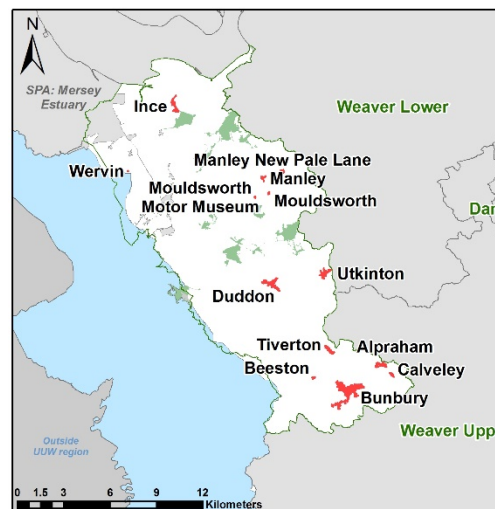 N
SPA: Mersey
Estuary
Ince
Weaver Lower
Manley New Pale Lane
Wervin
Manley
Mouldsworth
Motor Museum
Mouldsworth
Dan
Utkinton
Duddon
Tiverton
Alpraham
Beeston
Calveley
Bunbury
Weaver Upp
Outside
UUW region
0 1.5 3 6 9 12
Kilometers